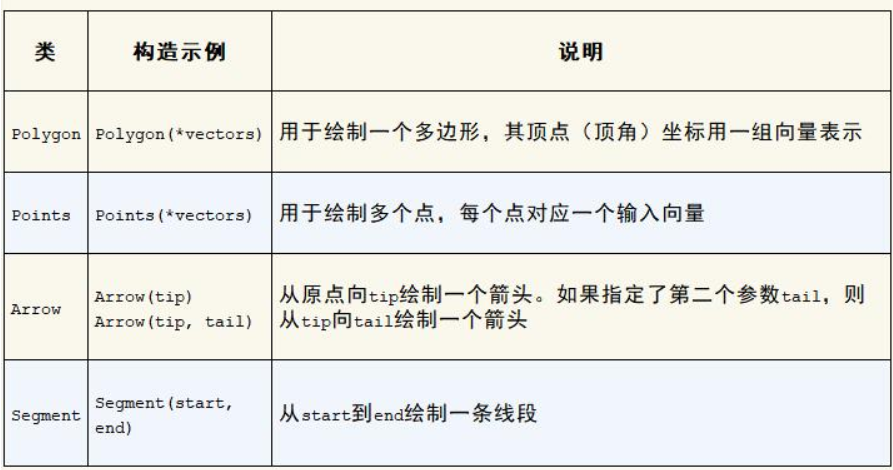 类 构造示例 说明
Polygon Polygon(*vectors) 用于绘制一个多边形，其顶点（顶角）坐标用一组向量表示
Points Points(*vectors) 用于绘制多个点，每个点对应一个输入向量
Arrow Arrow(tip) 从原点向tip绘制一个箭头。如果指定了第二个参数tail，则
Arrow(tip, tail) 从tip向tail绘制一个箭头
Segment Segment(start, 从start到end绘制一条线段
end)